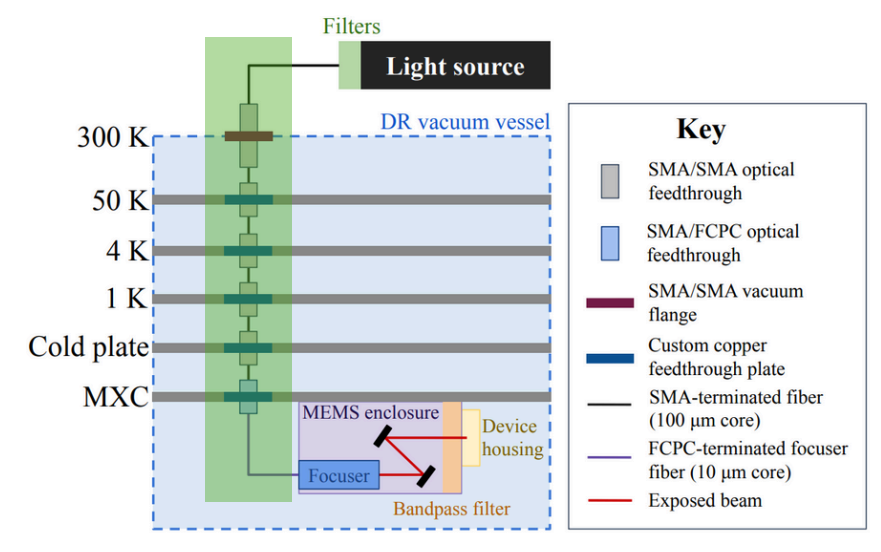 Filters
Light source
DR vacuum vessel
300 K
50 K
4 K
1 K
Cold plate
MXC
MEMS enclosure
Device
housing
Focuser
Bandpass filter
Key
SMA/SMA optical
feedthrough
SMA/FCPC optical
feedthrough
SMA/SMA vacuum
flange
Custom copper
feedthrough plate
SMA-terminated fiber
(100 μm core)
FCPC-terminated focuser
fiber (10 μm core)
Exposed beam